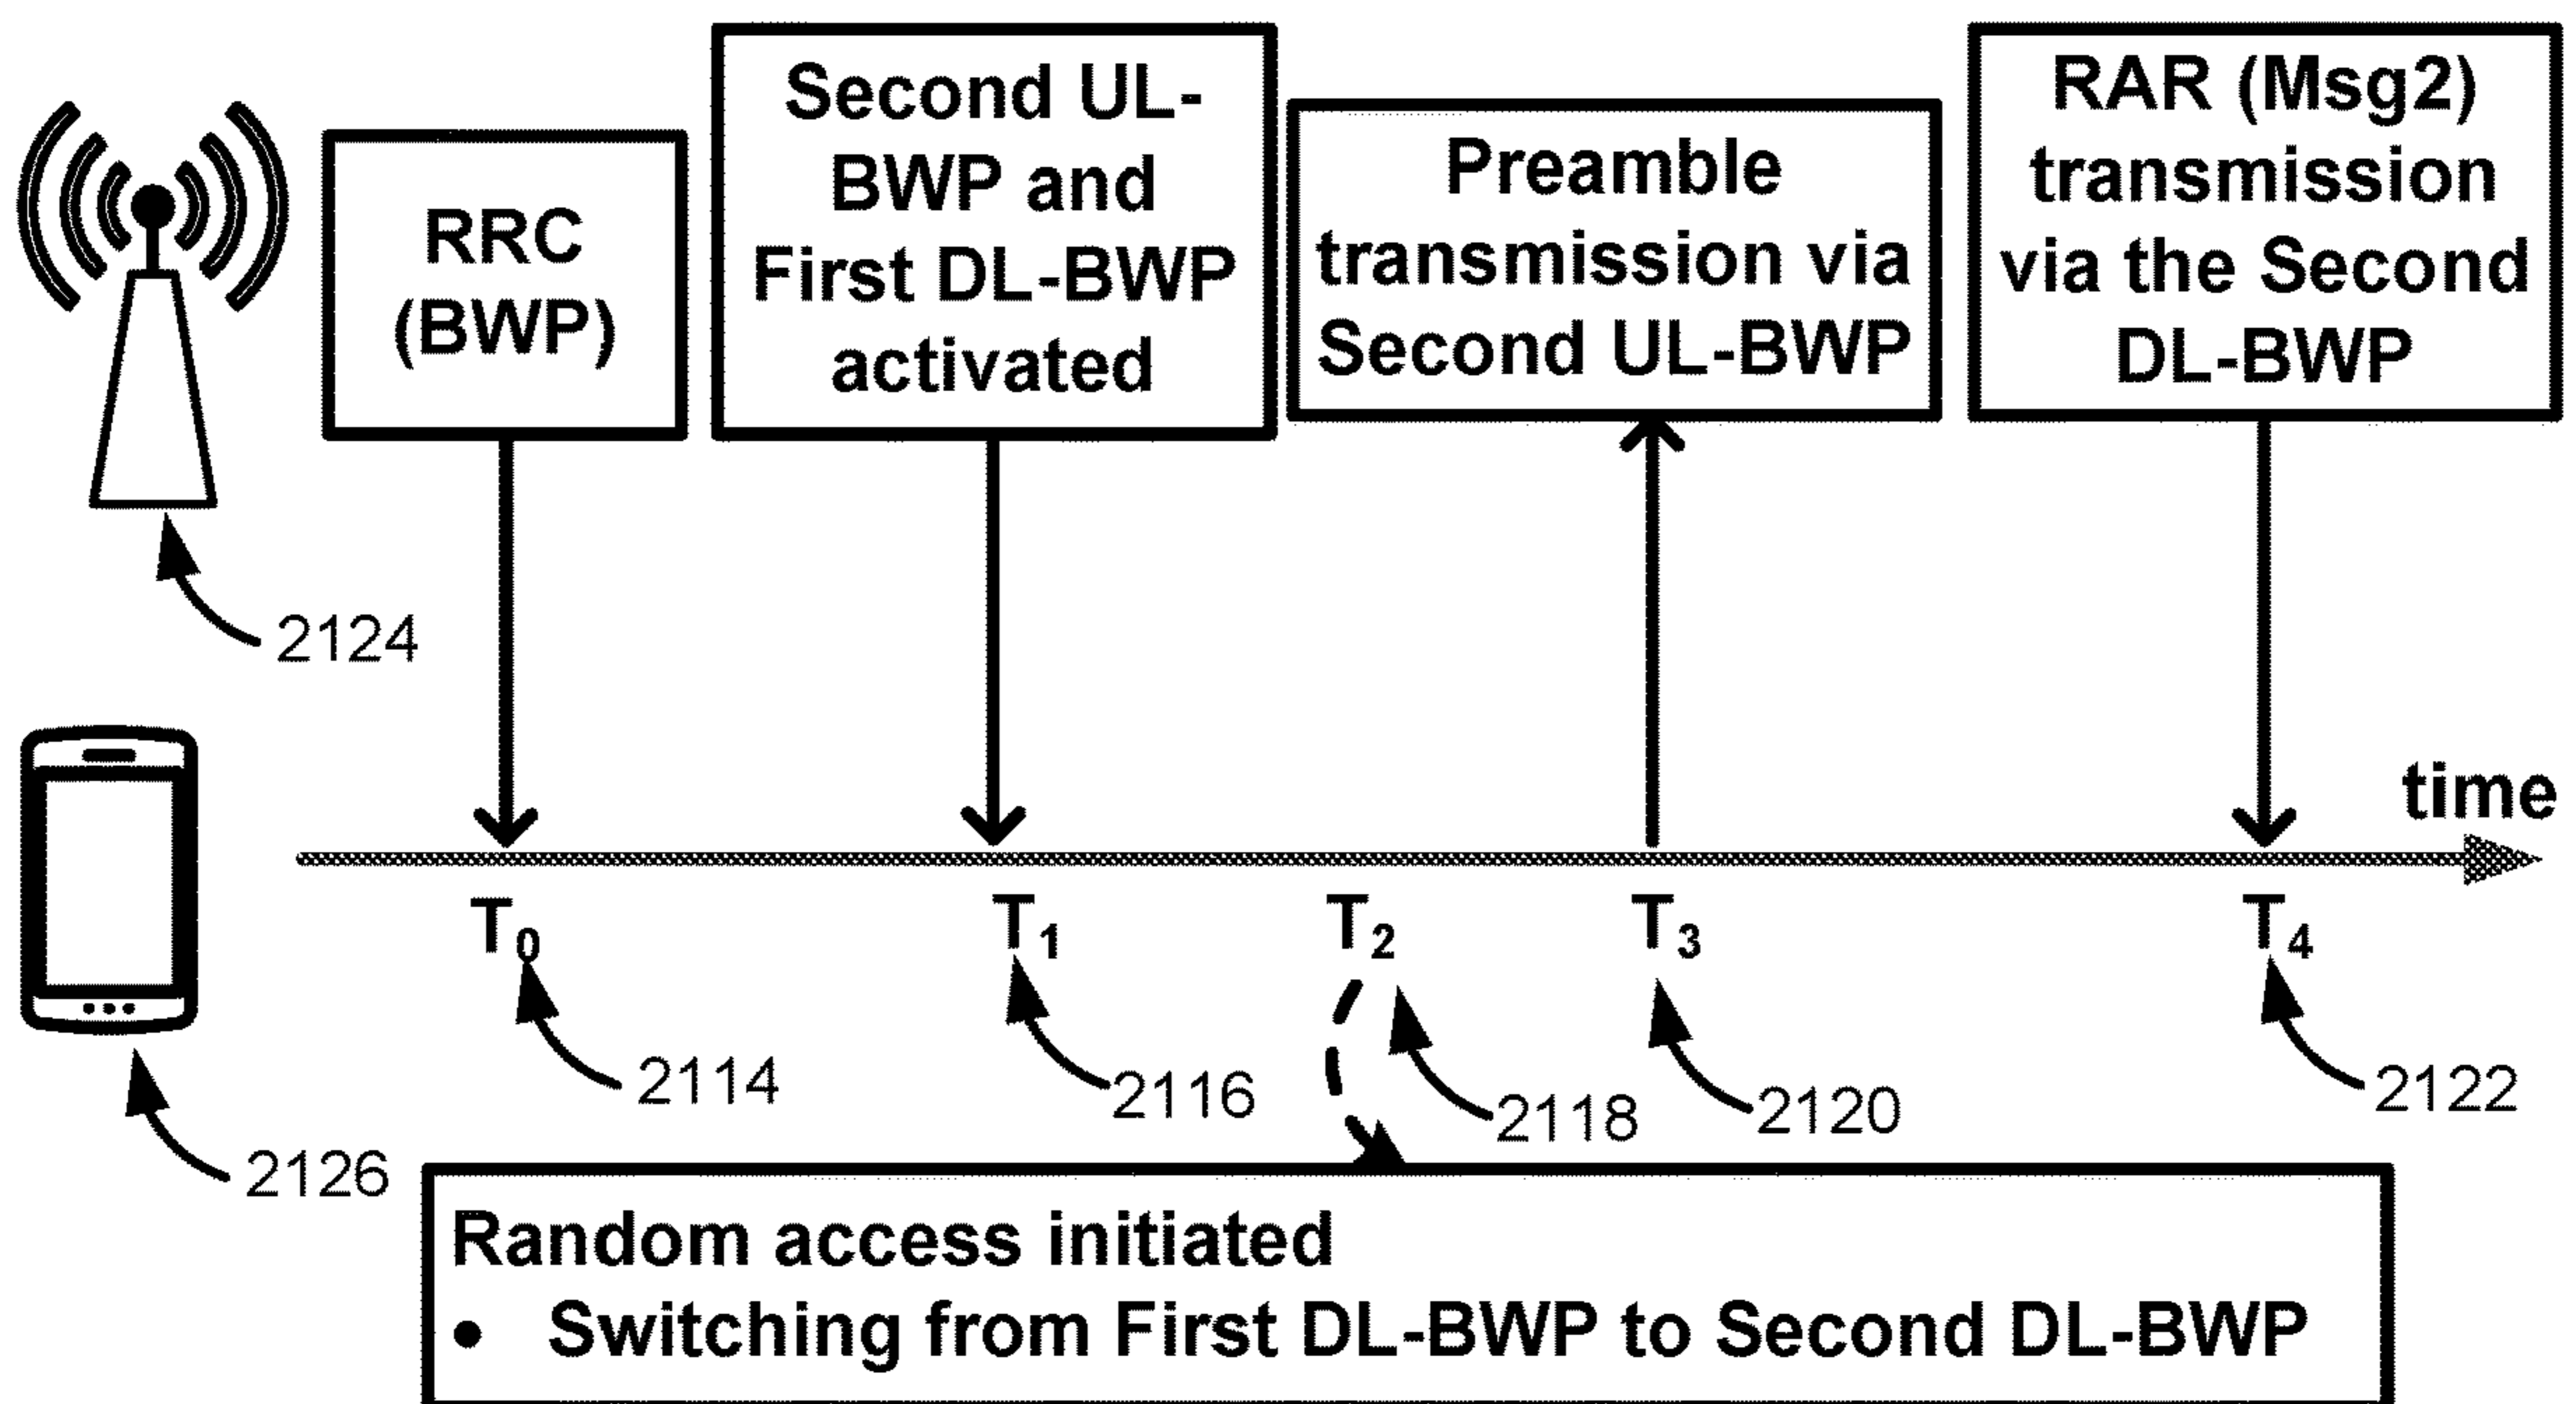 RRC
(BWP)
Second UL-
BWP and
First DL-BWP
activated
Preamble
transmission via
Second UL-BWP
RAR (Msg2)
transmission
via the Second
DL-BWP
2124
time
T0
T1
T2
T3
T4
2114
2116
2118
2120
2122
2126
Random access initiated
• Switching from First DL-BWP to Second DL-BWP